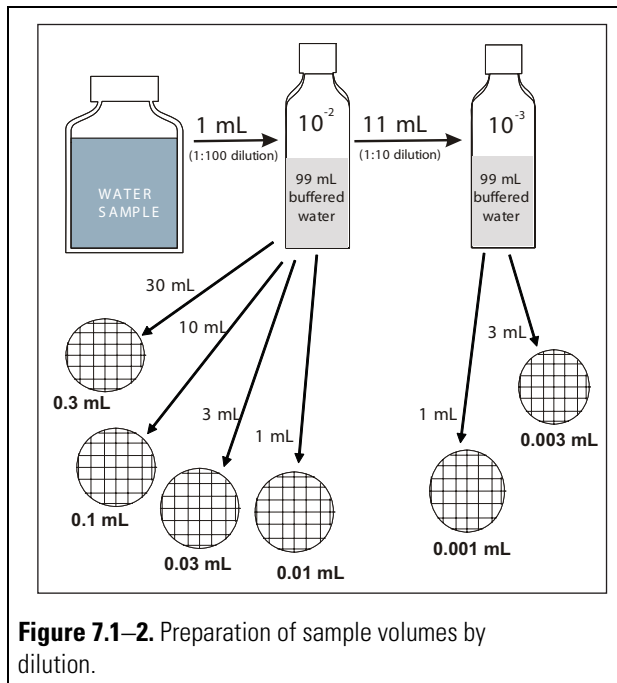 1 mL
(1:100 dilution)
10-2
11 mL
(1:10 dilution)
10-3
WATER
SAMPLE
99 mL
buffered
water
99 mL
buffered
water
30 mL
10 mL
3 mL
1 mL
1 mL
3 mL
0.3 mL
0.1 mL
0.03 mL
0.01 mL
0.001 mL
0.003 mL
Figure 7.1–2. Preparation of sample volumes by
dilution.